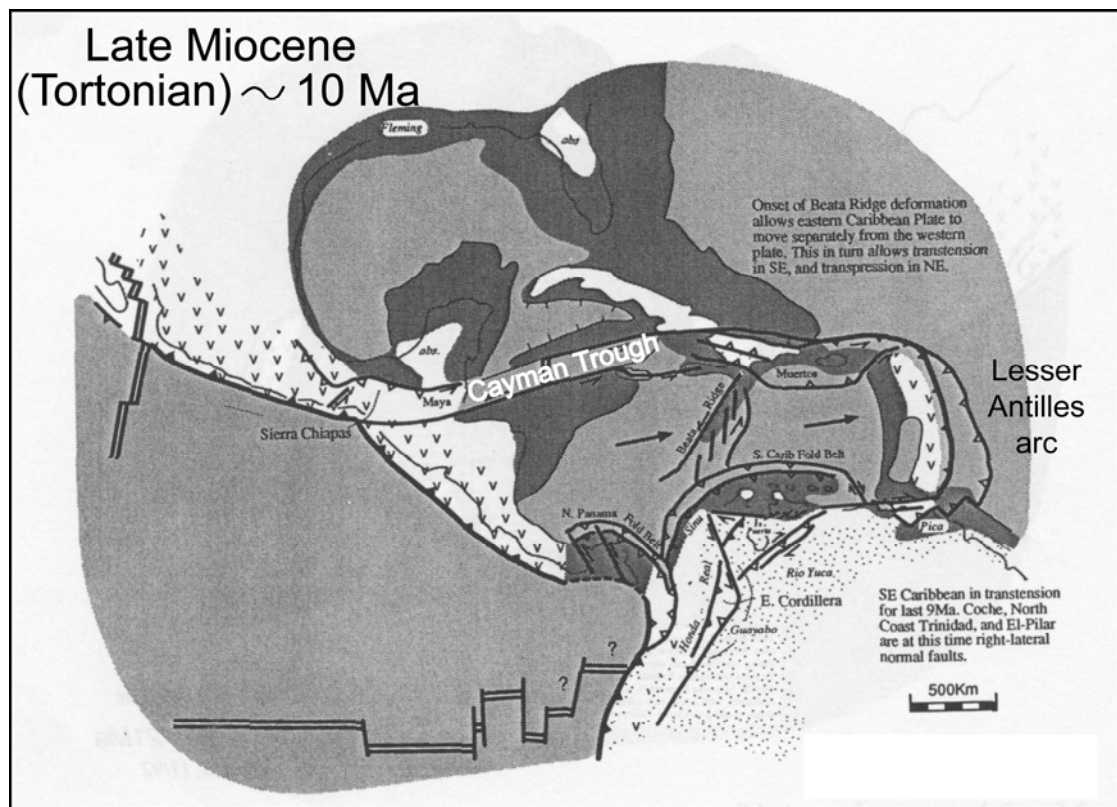 Late Miocene
(Tortonian) ~ 10 Ma
Fleming
abs
Onset of Beata Ridge deformation
allows eastern Caribbean Plate to
move separately from the western
plate. This in turn allows transtension
in SE, and transpression in NE.
abs.
Cayman Trough
Maya
Muertos
Lesser
Antilles
arc
Sierra Chiapas
Beata Ridge
S. Carib Fold Belt
N. Panama
Fold Belt
Sinu
Pica
Real
Rio Yuca
E. Cordillera
Honda
Guayabo
SE Caribbean in transtension
for last 9Ma. Coche, North
Coast Trinidad, and El-Pilar
are at this time right-lateral
normal faults.
?
?
500Km